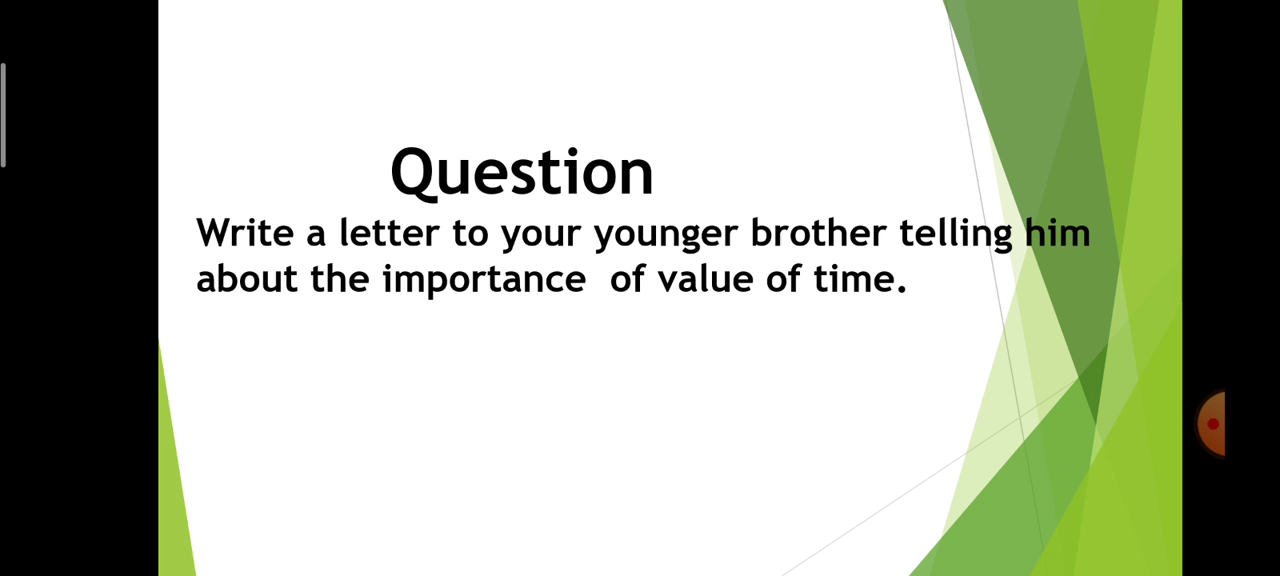 Question
Write a letter to your younger brother telling him
about the importance  of value of time.